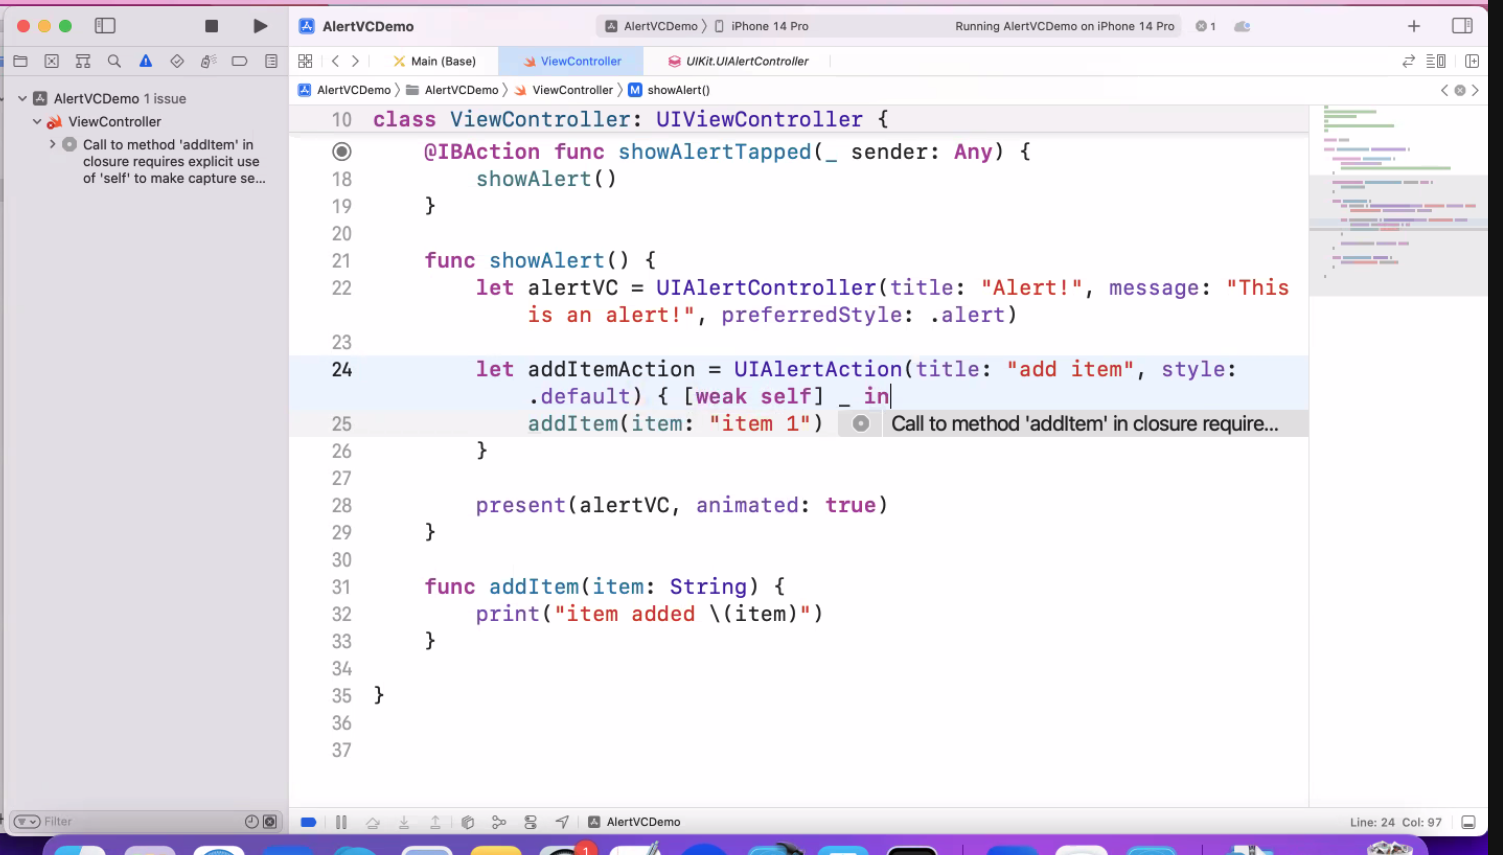 AlertVCDemo
AlertVCDemo 〉 iPhone 14 Pro
Running AlertVCDemo on iPhone 14 Pro
1
Main (Base)
ViewController
UIKit.UIAlertController
AlertVCDemo 〉 AlertVCDemo 〉 ViewController 〉 M showAlert()
AlertVCDemo 1 issue
ViewController
Call to method 'addItem' in
closure requires explicit use
of 'self' to make capture se...
10 class ViewController: UIViewController {
@IBAction func showAlertTapped(_ sender: Any) {
18 showAlert()
19 }
20
21 func showAlert() {
22 let alertVC = UIAlertController(title: "Alert!", message: "This
is an alert!", preferredStyle: .alert)
23
24 let addItemAction = UIAlertAction(title: "add item", style:
.default) { [weak self] _ in
25 addItem(item: "item 1") Call to method 'addItem' in closure require...
26 }
27
28 present(alertVC, animated: true)
29 }
30
31 func addItem(item: String) {
32 print("item added \(item)")
33 }
34
35 }
36
37
Filter
AlertVCDemo
Line: 24 Col: 97
1